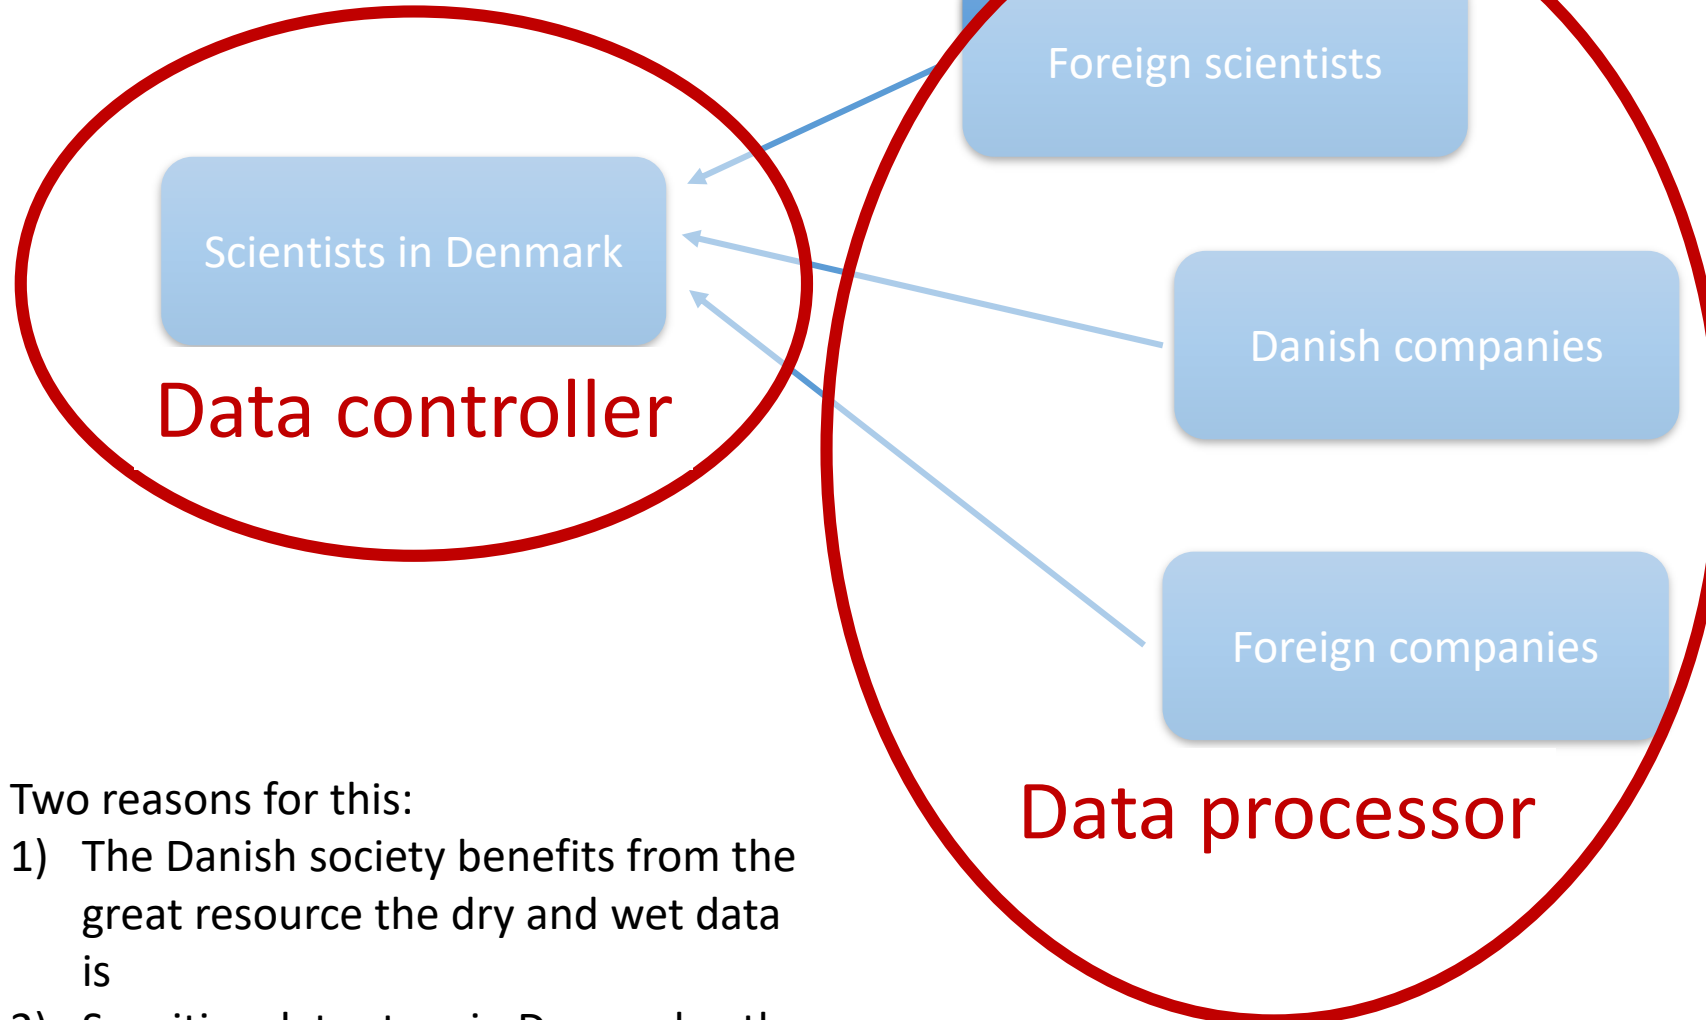 Foreign scientists
Scientists in Denmark
Danish companies
Data controller
Foreign companies
Data processor
Two reasons for this:
1) The Danish society benefits from the
great resource the dry and wet data
is